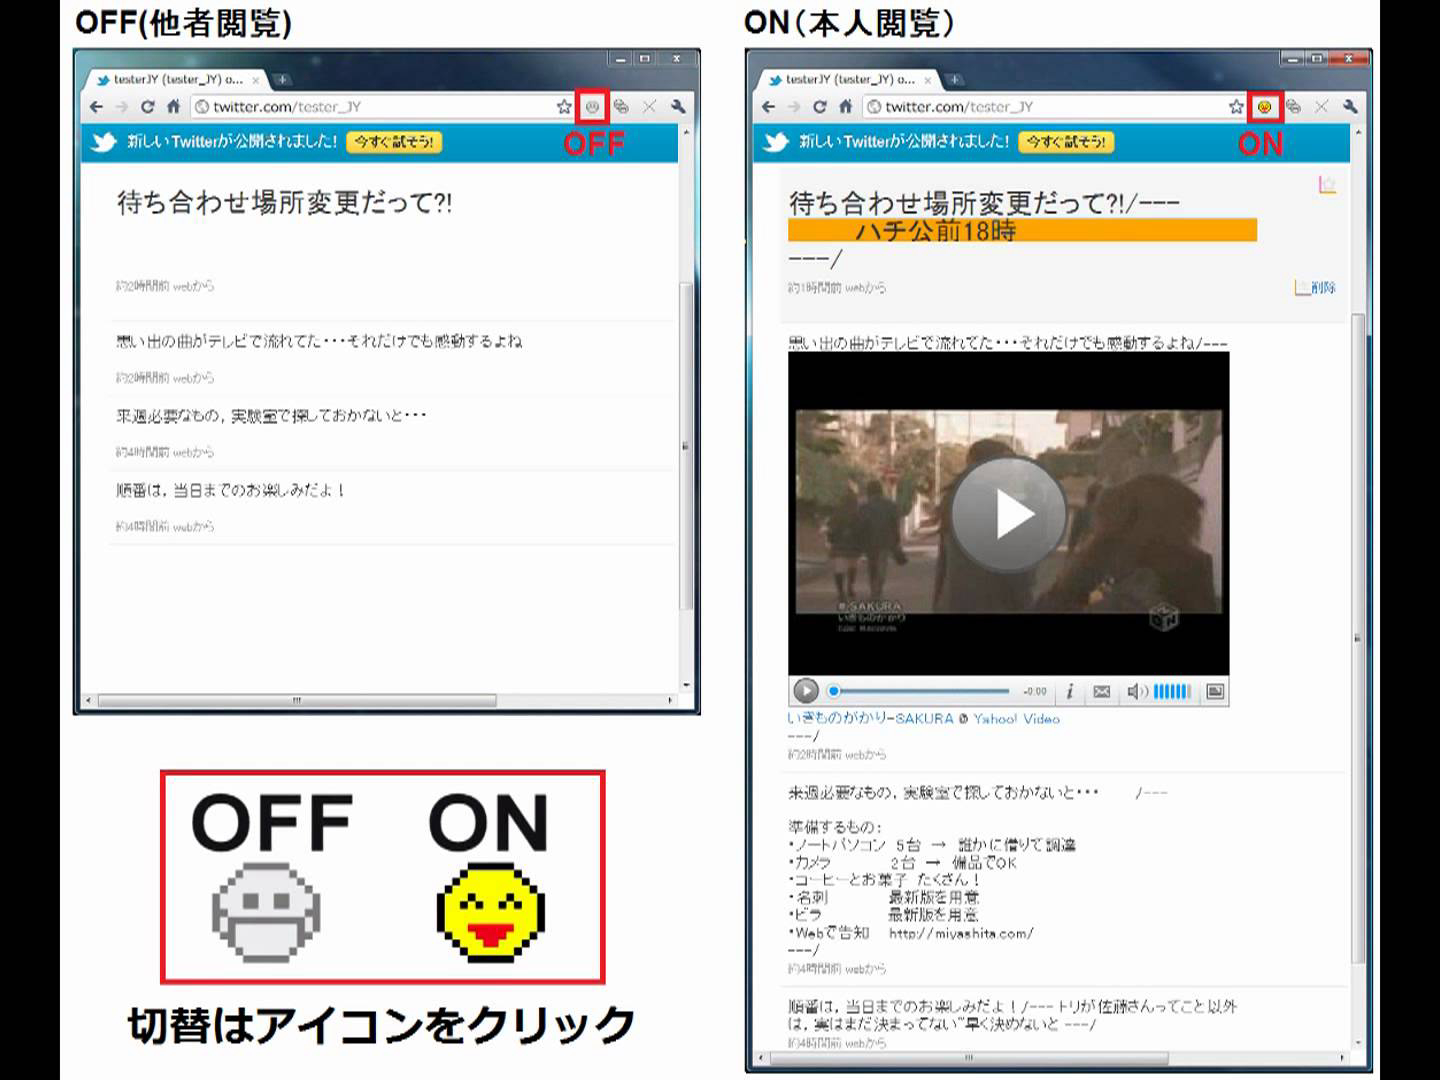 OFF(他者閲覧)
testerJY (tester_JY) o...
twitter.com/tester_JY
OFF
新しいTwitterが公開されました! 今すぐ試そう!
待ち合わせ場所変更だって?!
約2時間前 webから
思い出の曲がテレビで流れてた・・・それだけでも感動するよね
約2時間前 webから
来週必要なもの，実験室で探しておかないと・・・
約4時間前 webから
順番は，当日までのお楽しみだよ！
約4時間前 webから
OFF ON
切替はアイコンをクリック
ON（本人閲覧）
testerJY (tester_JY) o...
twitter.com/tester_JY
ON
新しいTwitterが公開されました! 今すぐ試そう!
待ち合わせ場所変更だって?!/---
ハチ公前18時
---/
約1時間前 webから
削除
思い出の曲がテレビで流れてた・・・それだけでも感動するよね/---
# SAKURA
いきものがかり
-0:00
いきものがかり-SAKURA @ Yahoo! Video
---/
約2時間前 webから
来週必要なもの，実験室で探しておかないと・・・ /---
準備するもの：
・ノートパソコン 5台 → 誰かに借りて調達
・カメラ 2台 → 備品でOK
・コーヒーとお菓子 たくさん！
・名刺 最新版を用意
・ビラ 最新版を用意
・Webで告知 http://miyashita.com/
---/
約4時間前 webから
順番は，当日までのお楽しみだよ！/--- トリが佐藤さんってこと以外
は，実はまだ決まってない~早く決めないと ---/
約4時間前 webから